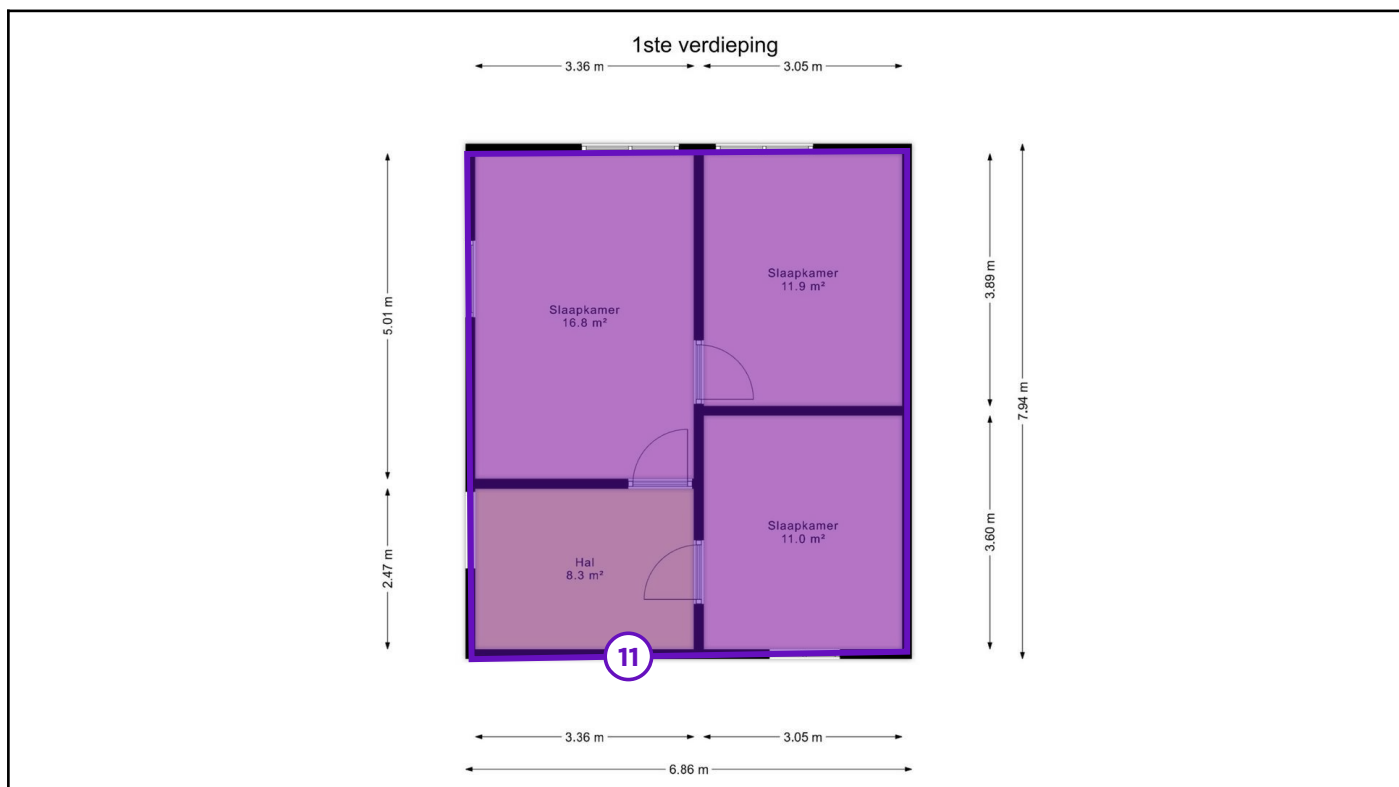 1ste verdieping
3.36 m
3.05 m
5.01 m
3.89 m
7.94 m
Slaapkamer
11.9 m²
Slaapkamer
16.8 m²
Slaapkamer
11.0 m²
3.60 m
2.47 m
Hal
8.3 m²
11
3.36 m
3.05 m
6.86 m